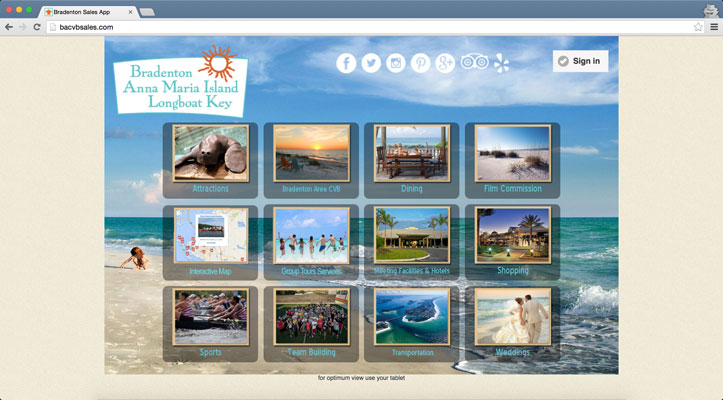 Bradenton Sales App
bacvbsales.com
Bradenton
Anna Maria Island
Longboat Key
Sign in
Attractions
Bradenton Area CVB
Dining
Film Commission
Interactive Map
Group Tours Services
Meeting Facilities & Hotels
Shopping
Sports
Team Building
Transportation
Weddings
for optimum view use your tablet